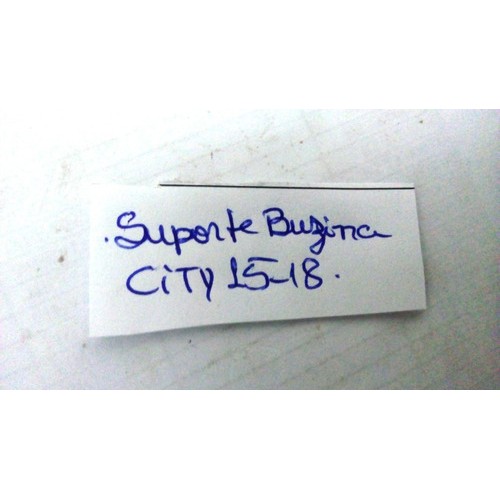 .Suporte Buzina
CiTy 15-18.